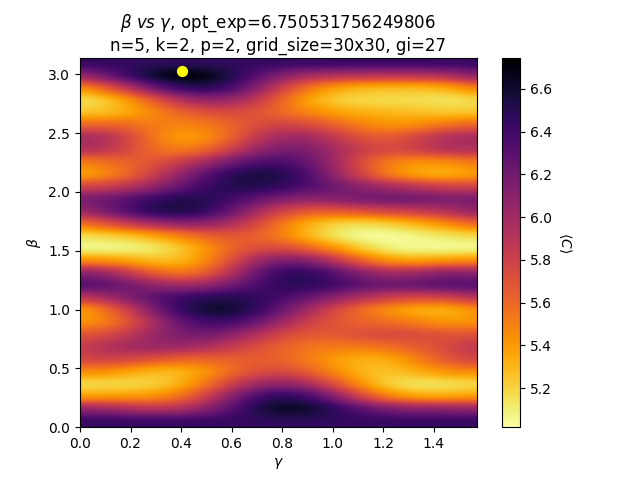 β vs γ, opt_exp=6.750531756249806
n=5, k=2, p=2, grid_size=30x30, gi=27
3.0
2.5
2.0
1.5
1.0
0.5
0.0
β
0.0 0.2 0.4 0.6 0.8 1.0 1.2 1.4
γ
6.6
6.4
6.2
6.0
5.8
5.6
5.4
5.2
⟨C⟩